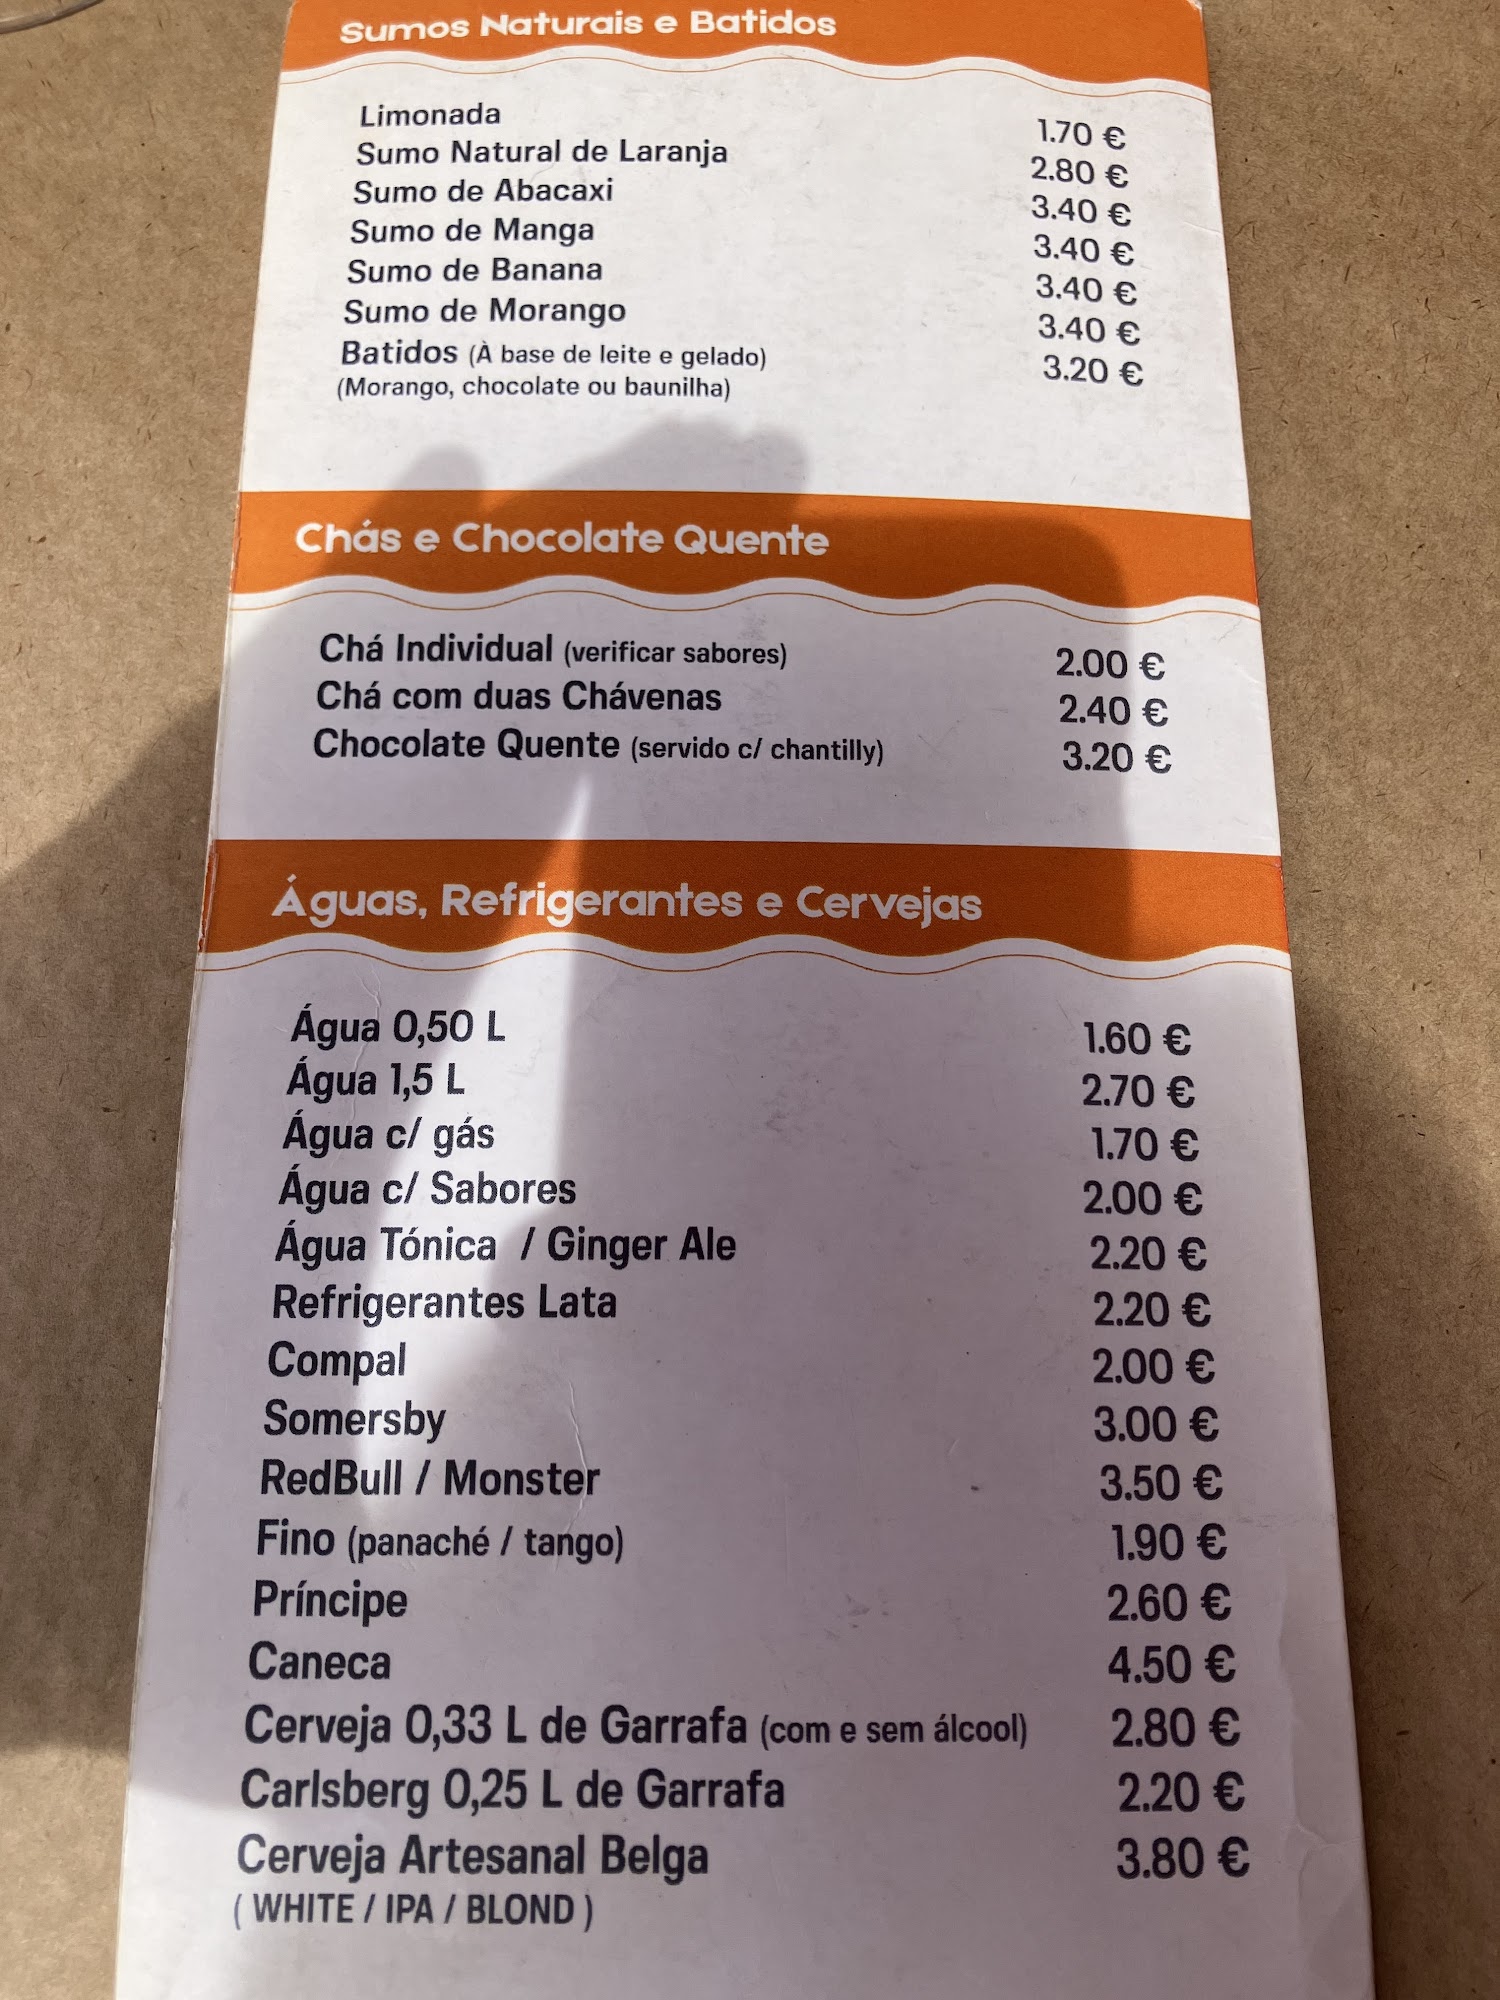 Sumos Naturais e Batidos
Limonada 1.70 €
Sumo Natural de Laranja 2.80 €
Sumo de Abacaxi 3.40 €
Sumo de Manga 3.40 €
Sumo de Banana 3.40 €
Sumo de Morango 3.40 €
Batidos (À base de leite e gelado) 3.20 €
(Morango, chocolate ou baunilha)
Chás e Chocolate Quente
Chá Individual (verificar sabores) 2.00 €
Chá com duas Chávenas 2.40 €
Chocolate Quente (servido c/ chantilly) 3.20 €
Águas, Refrigerantes e Cervejas
Água 0,50 L 1.60 €
Água 1,5 L 2.70 €
Água c/ gás 1.70 €
Água c/ Sabores 2.00 €
Água Tónica / Ginger Ale 2.20 €
Refrigerantes Lata 2.20 €
Compal 2.00 €
Somersby 3.00 €
RedBull / Monster 3.50 €
Fino (panaché / tango) 1.90 €
Príncipe 2.60 €
Caneca 4.50 €
Cerveja 0,33 L de Garrafa (com e sem álcool) 2.80 €
Carlsberg 0,25 L de Garrafa 2.20 €
Cerveja Artesanal Belga 3.80 €
( WHITE / IPA / BLOND )